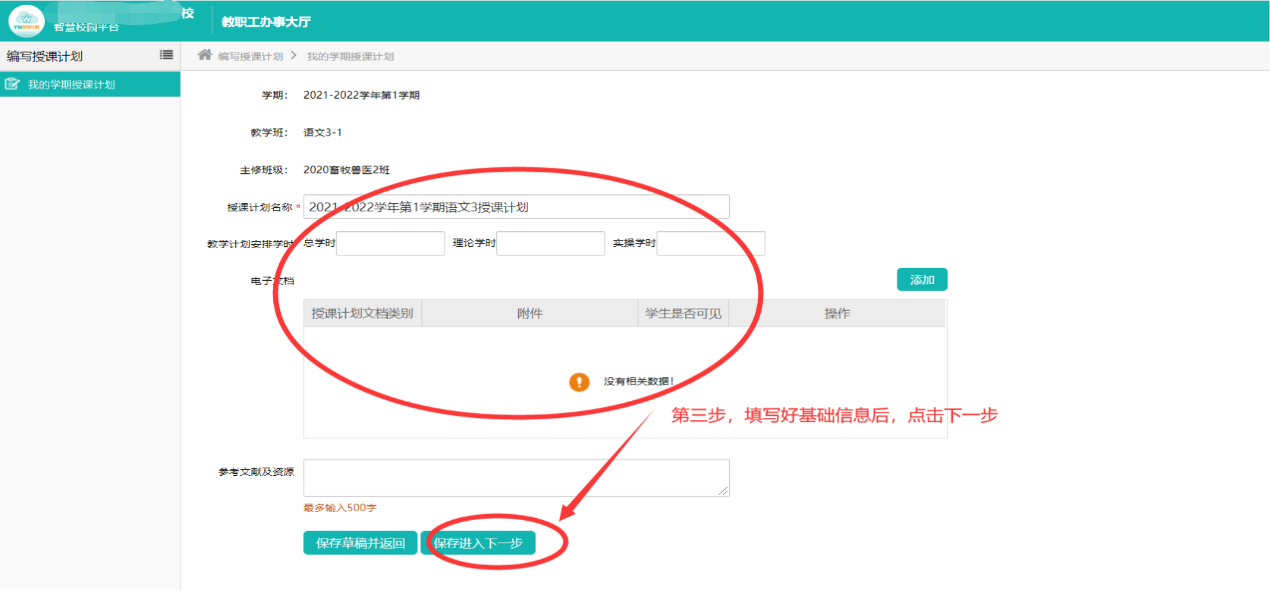 校
智慧校园平台
教职工办事大厅
编写授课计划
编写授课计划 > 我的学期授课计划
我的学期授课计划
学期： 2021-2022学年第1学期
教学班： 语文3-1
主修班级： 2020畜牧兽医2班
授课计划名称 * 2021-2022学年第1学期语文3授课计划
教学计划安排学时 总学时 理论学时 实操学时
电子文档
添加
授课计划文档类别 附件 学生是否可见 操作
没有相关数据！
第三步，填写好基础信息后，点击下一步
参考文献及资源
最多输入500字
保存草稿并返回 保存进入下一步